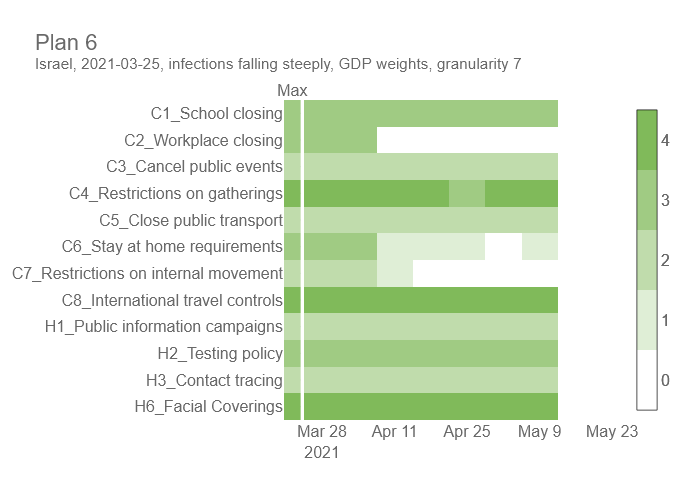 Plan 6
Israel, 2021-03-25, infections falling steeply, GDP weights, granularity 7
Max
C1_School closing
C2_Workplace closing
C3_Cancel public events
C4_Restrictions on gatherings
C5_Close public transport
C6_Stay at home requirements
C7_Restrictions on internal movement
C8_International travel controls
H1_Public information campaigns
H2_Testing policy
H3_Contact tracing
H6_Facial Coverings
Mar 28 Apr 11 Apr 25 May 9 May 23
2021
4
3
2
1
0